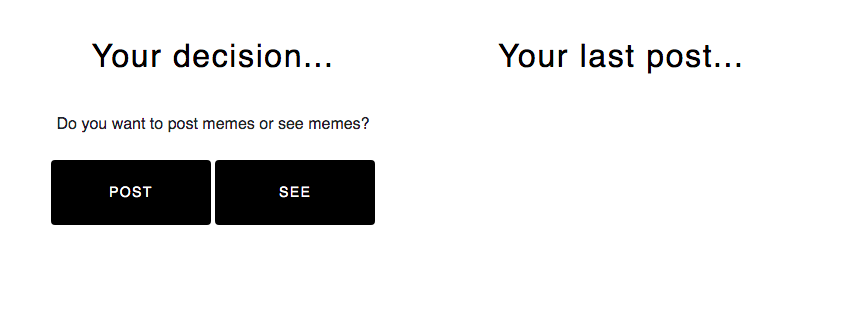 Your decision...
Do you want to post memes or see memes?
POST
SEE
Your last post...